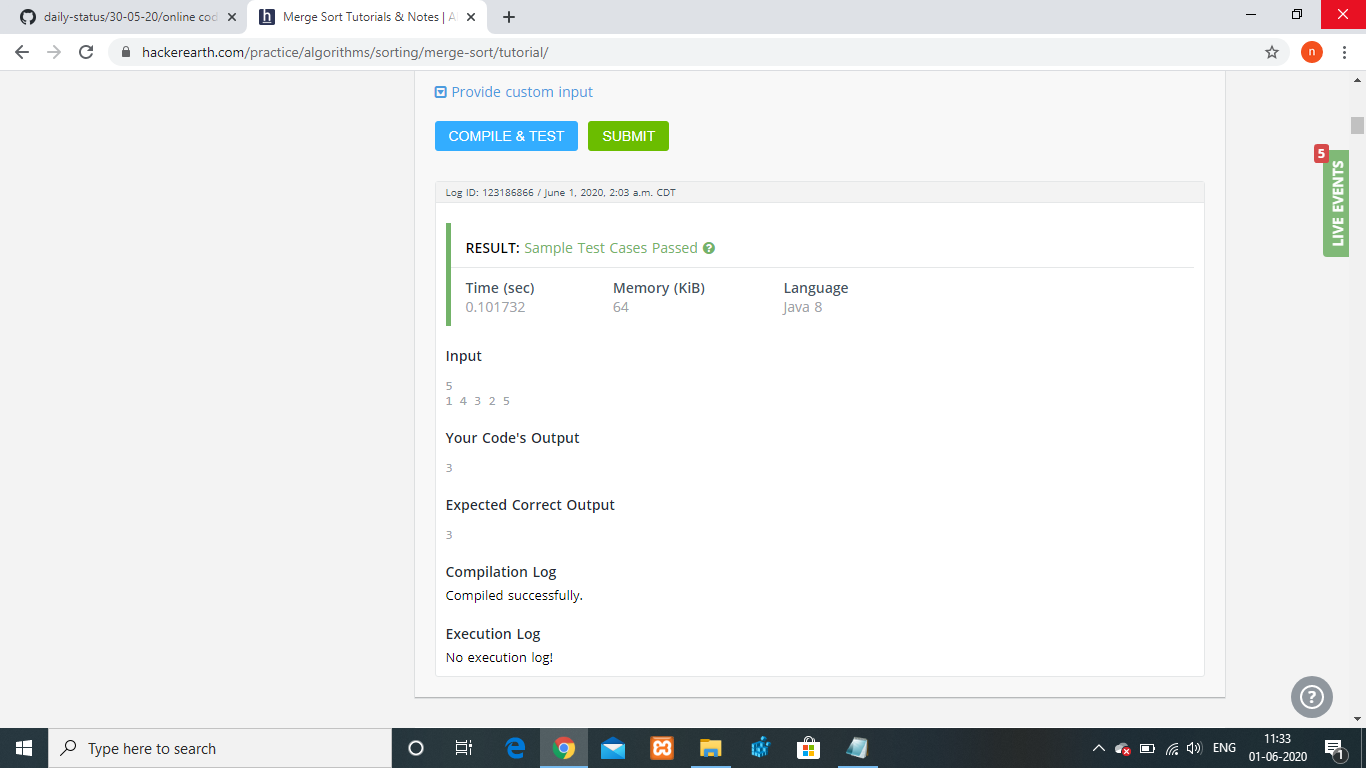 daily-status/30-05-20/online cod
Merge Sort Tutorials & Notes | A
hackerearth.com/practice/algorithms/sorting/merge-sort/tutorial/
n
Provide custom input
COMPILE & TEST
SUBMIT
5
LIVE EVENTS
Log ID: 123186866 / June 1, 2020, 2:03 a.m. CDT
RESULT: Sample Test Cases Passed
Time (sec) Memory (KiB) Language
0.101732 64 Java 8
Input
5
1 4 3 2 5
Your Code's Output
3
Expected Correct Output
3
Compilation Log
Compiled successfully.
Execution Log
No execution log!
Type here to search
ENG
11:33
01-06-2020
1